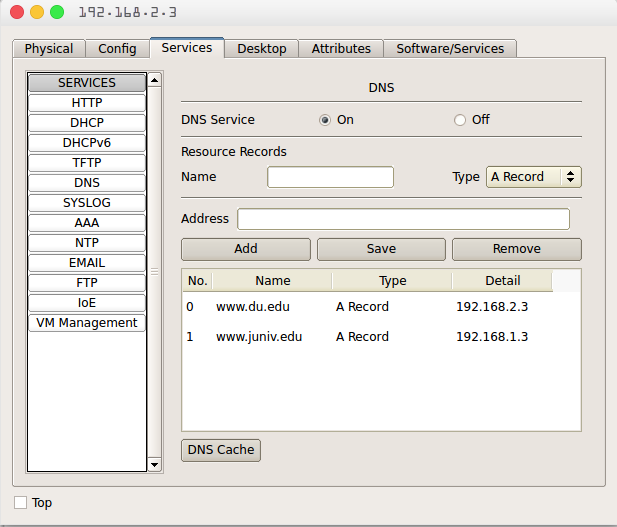 192.168.2.3
Physical Config Services Desktop Attributes Software/Services
SERVICES
HTTP
DHCP
DHCPv6
TFTP
DNS
SYSLOG
AAA
NTP
EMAIL
FTP
IoE
VM Management
DNS
DNS Service On Off
Resource Records
Name Type A Record
Address
Add Save Remove
No. Name Type Detail
0 www.du.edu A Record 192.168.2.3
1 www.juniv.edu A Record 192.168.1.3
DNS Cache
Top